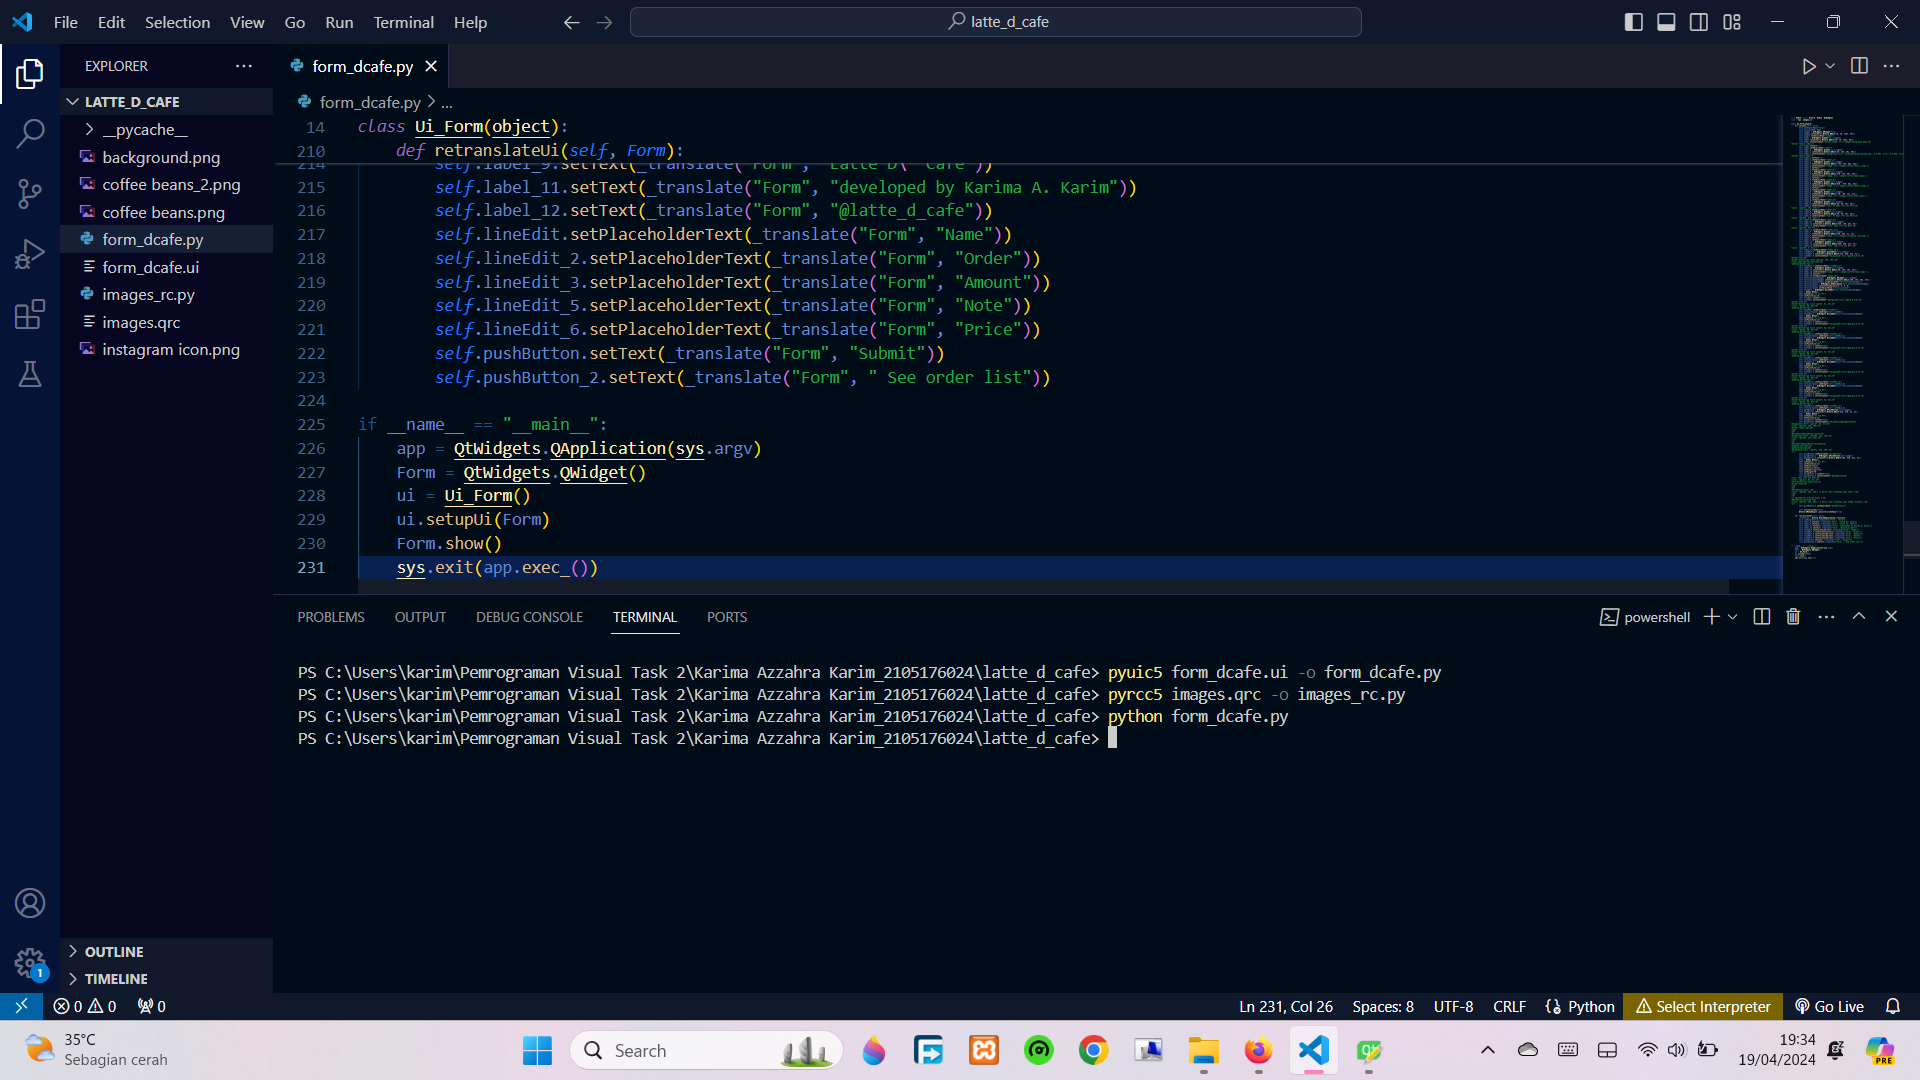 File Edit Selection View Go Run Terminal Help
latte_d_cafe
EXPLORER
form_dcafe.py
LATTE_D_CAFE
__pycache__
background.png
coffee beans_2.png
coffee beans.png
form_dcafe.py
form_dcafe.ui
images_rc.py
images.qrc
instagram icon.png
OUTLINE
TIMELINE
form_dcafe.py > ...
14 class Ui_Form(object):
210 def retranslateUi(self, Form):
214 self.label_9.setText(_translate("Form", "Latte D\" Cafe"))
215 self.label_11.setText(_translate("Form", "developed by Karima A. Karim"))
216 self.label_12.setText(_translate("Form", "@latte_d_cafe"))
217 self.lineEdit.setPlaceholderText(_translate("Form", "Name"))
218 self.lineEdit_2.setPlaceholderText(_translate("Form", "Order"))
219 self.lineEdit_3.setPlaceholderText(_translate("Form", "Amount"))
220 self.lineEdit_5.setPlaceholderText(_translate("Form", "Note"))
221 self.lineEdit_6.setPlaceholderText(_translate("Form", "Price"))
222 self.pushButton.setText(_translate("Form", "Submit"))
223 self.pushButton_2.setText(_translate("Form", " See order list"))
224
225 if __name__ == "__main__":
226 app = QtWidgets.QApplication(sys.argv)
227 Form = QtWidgets.QWidget()
228 ui = Ui_Form()
229 ui.setupUi(Form)
230 Form.show()
231 sys.exit(app.exec_())
PROBLEMS OUTPUT DEBUG CONSOLE TERMINAL PORTS
powershell
PS C:\Users\karim\Pemrograman Visual Task 2\Karima Azzahra Karim_2105176024\latte_d_cafe> pyuic5 form_dcafe.ui -o form_dcafe.py
PS C:\Users\karim\Pemrograman Visual Task 2\Karima Azzahra Karim_2105176024\latte_d_cafe> pyrcc5 images.qrc -o images_rc.py
PS C:\Users\karim\Pemrograman Visual Task 2\Karima Azzahra Karim_2105176024\latte_d_cafe> python form_dcafe.py
PS C:\Users\karim\Pemrograman Visual Task 2\Karima Azzahra Karim_2105176024\latte_d_cafe>
1
0 0 0
Ln 231, Col 26 Spaces: 8 UTF-8 CRLF Python Select Interpreter Go Live
35°C
Sebagian cerah
Search
19:34
19/04/2024
PRE